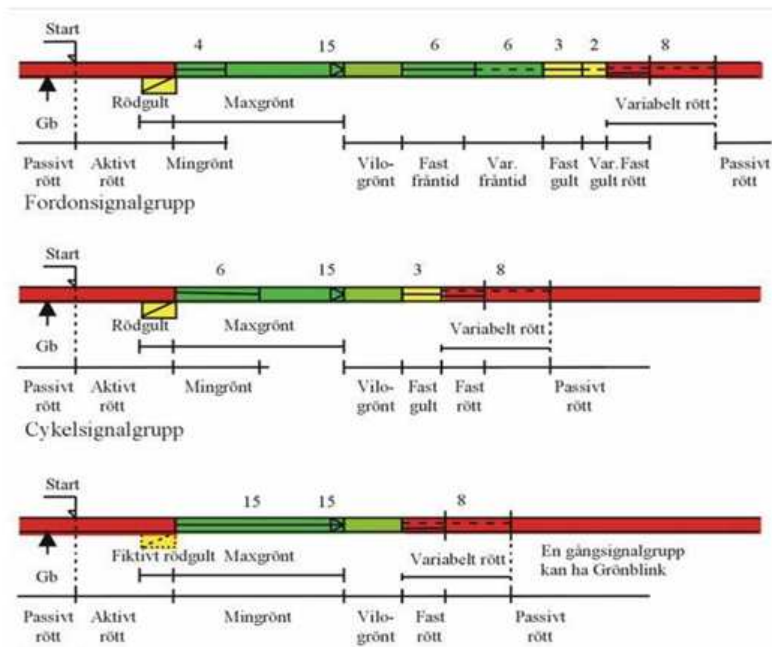 Start
4 15 6 6 3 2 8
Rödgult Maxgrönt Variabelt rött
Gb
Passivt rött Aktivt rött Mingrönt Vilo-grönt Fast fråntid Var. fråntid Fast gult Var. gult Fast rött Passivt rött
Fordonsignalgrupp
Start
6 15 3 8
Rödgult Maxgrönt Variabelt rött
Gb
Passivt rött Aktivt rött Mingrönt Vilo-grönt Fast gult Fast rött Passivt rött
Cykelsignalgrupp
Start
15 15 8
Fiktivt rödgult Maxgrönt Variabelt rött En gångsignalgrupp
Gb kan ha Grönblink
Passivt rött Aktivt rött Mingrönt Vilo-grönt Fast rött Passivt rött